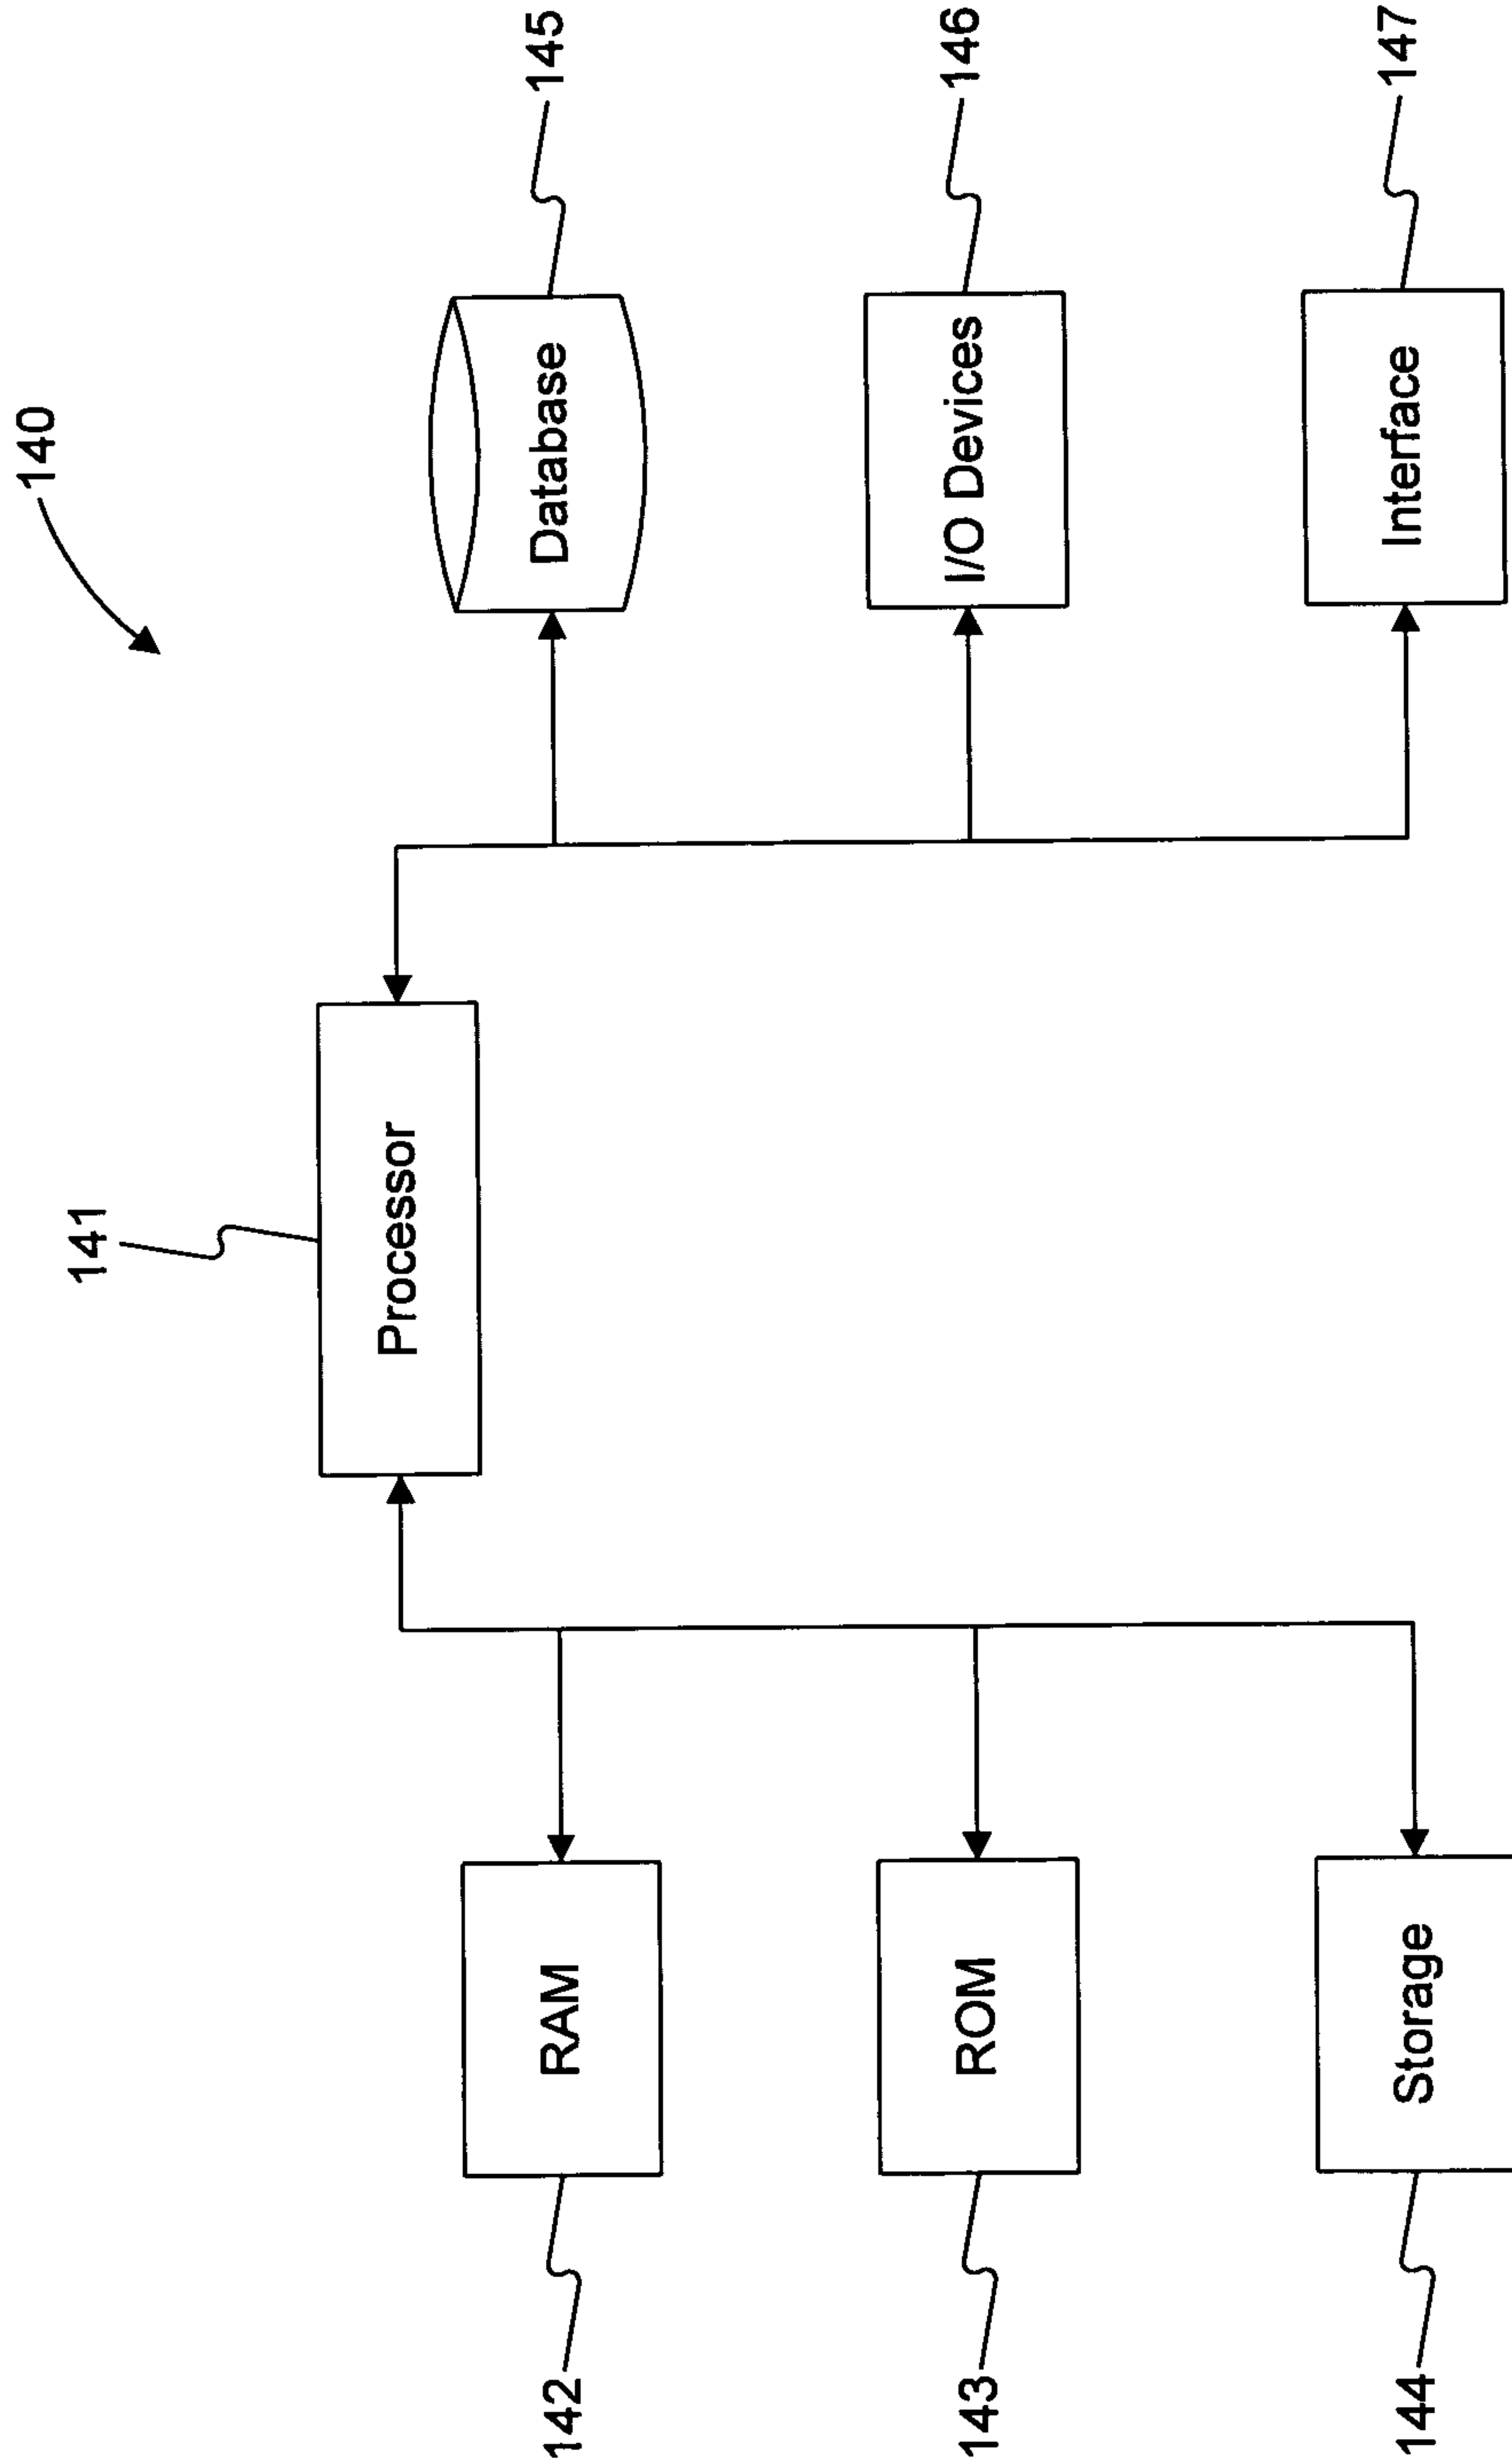 140
141
Processor
RAM
142
Database
145
ROM
143
I/O Devices
146
Storage
144
Interface
147